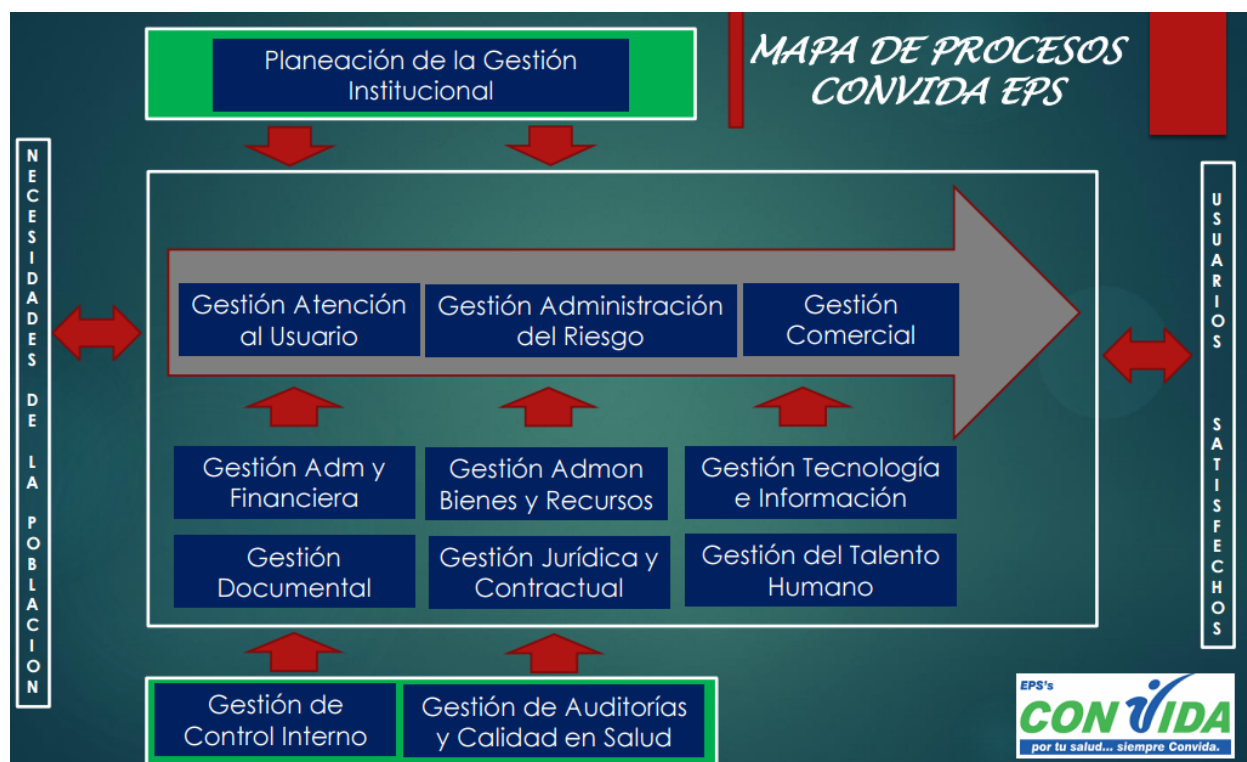 MAPA DE PROCESOS
CONVIDA EPS
Planeación de la Gestión
Institucional
NECESIDADES DE LA POBLACION
Gestión Atención
al Usuario
Gestión Administración
del Riesgo
Gestión
Comercial
USUARIOS SATISFECHOS
Gestión Adm y
Financiera
Gestión Admon
Bienes y Recursos
Gestión Tecnología
e Información
Gestión
Documental
Gestión Jurídica y
Contractual
Gestión del Talento
Humano
Gestión de
Control Interno
Gestión de Auditorías
y Calidad en Salud
EPS's
CONVIDA
por tu salud... siempre Convida.